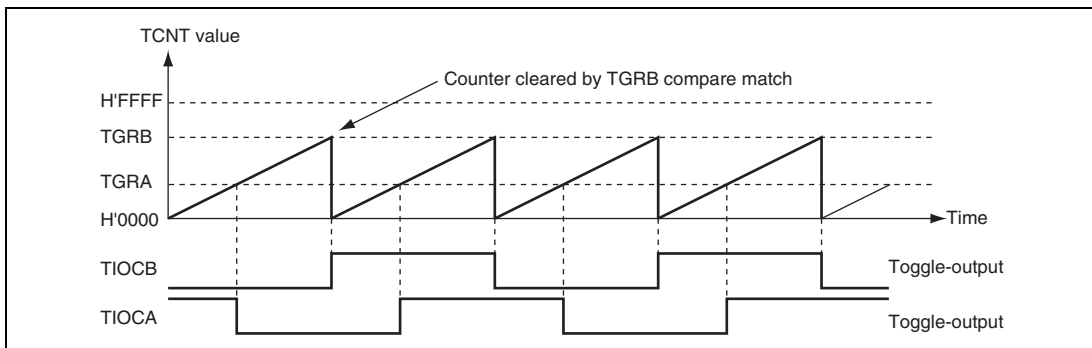 TCNT value
Counter cleared by TGRB compare match
H'FFFF
TGRB
TGRA
H'0000
Time
TIOCB
Toggle-output
TIOCA
Toggle-output